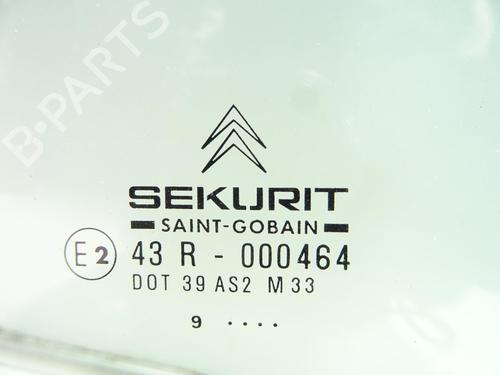 B-PARTS
SEKURIT
SAINT-GOBAIN
E2 43 R - 000464
DOT 39 AS2 M33
9 ....